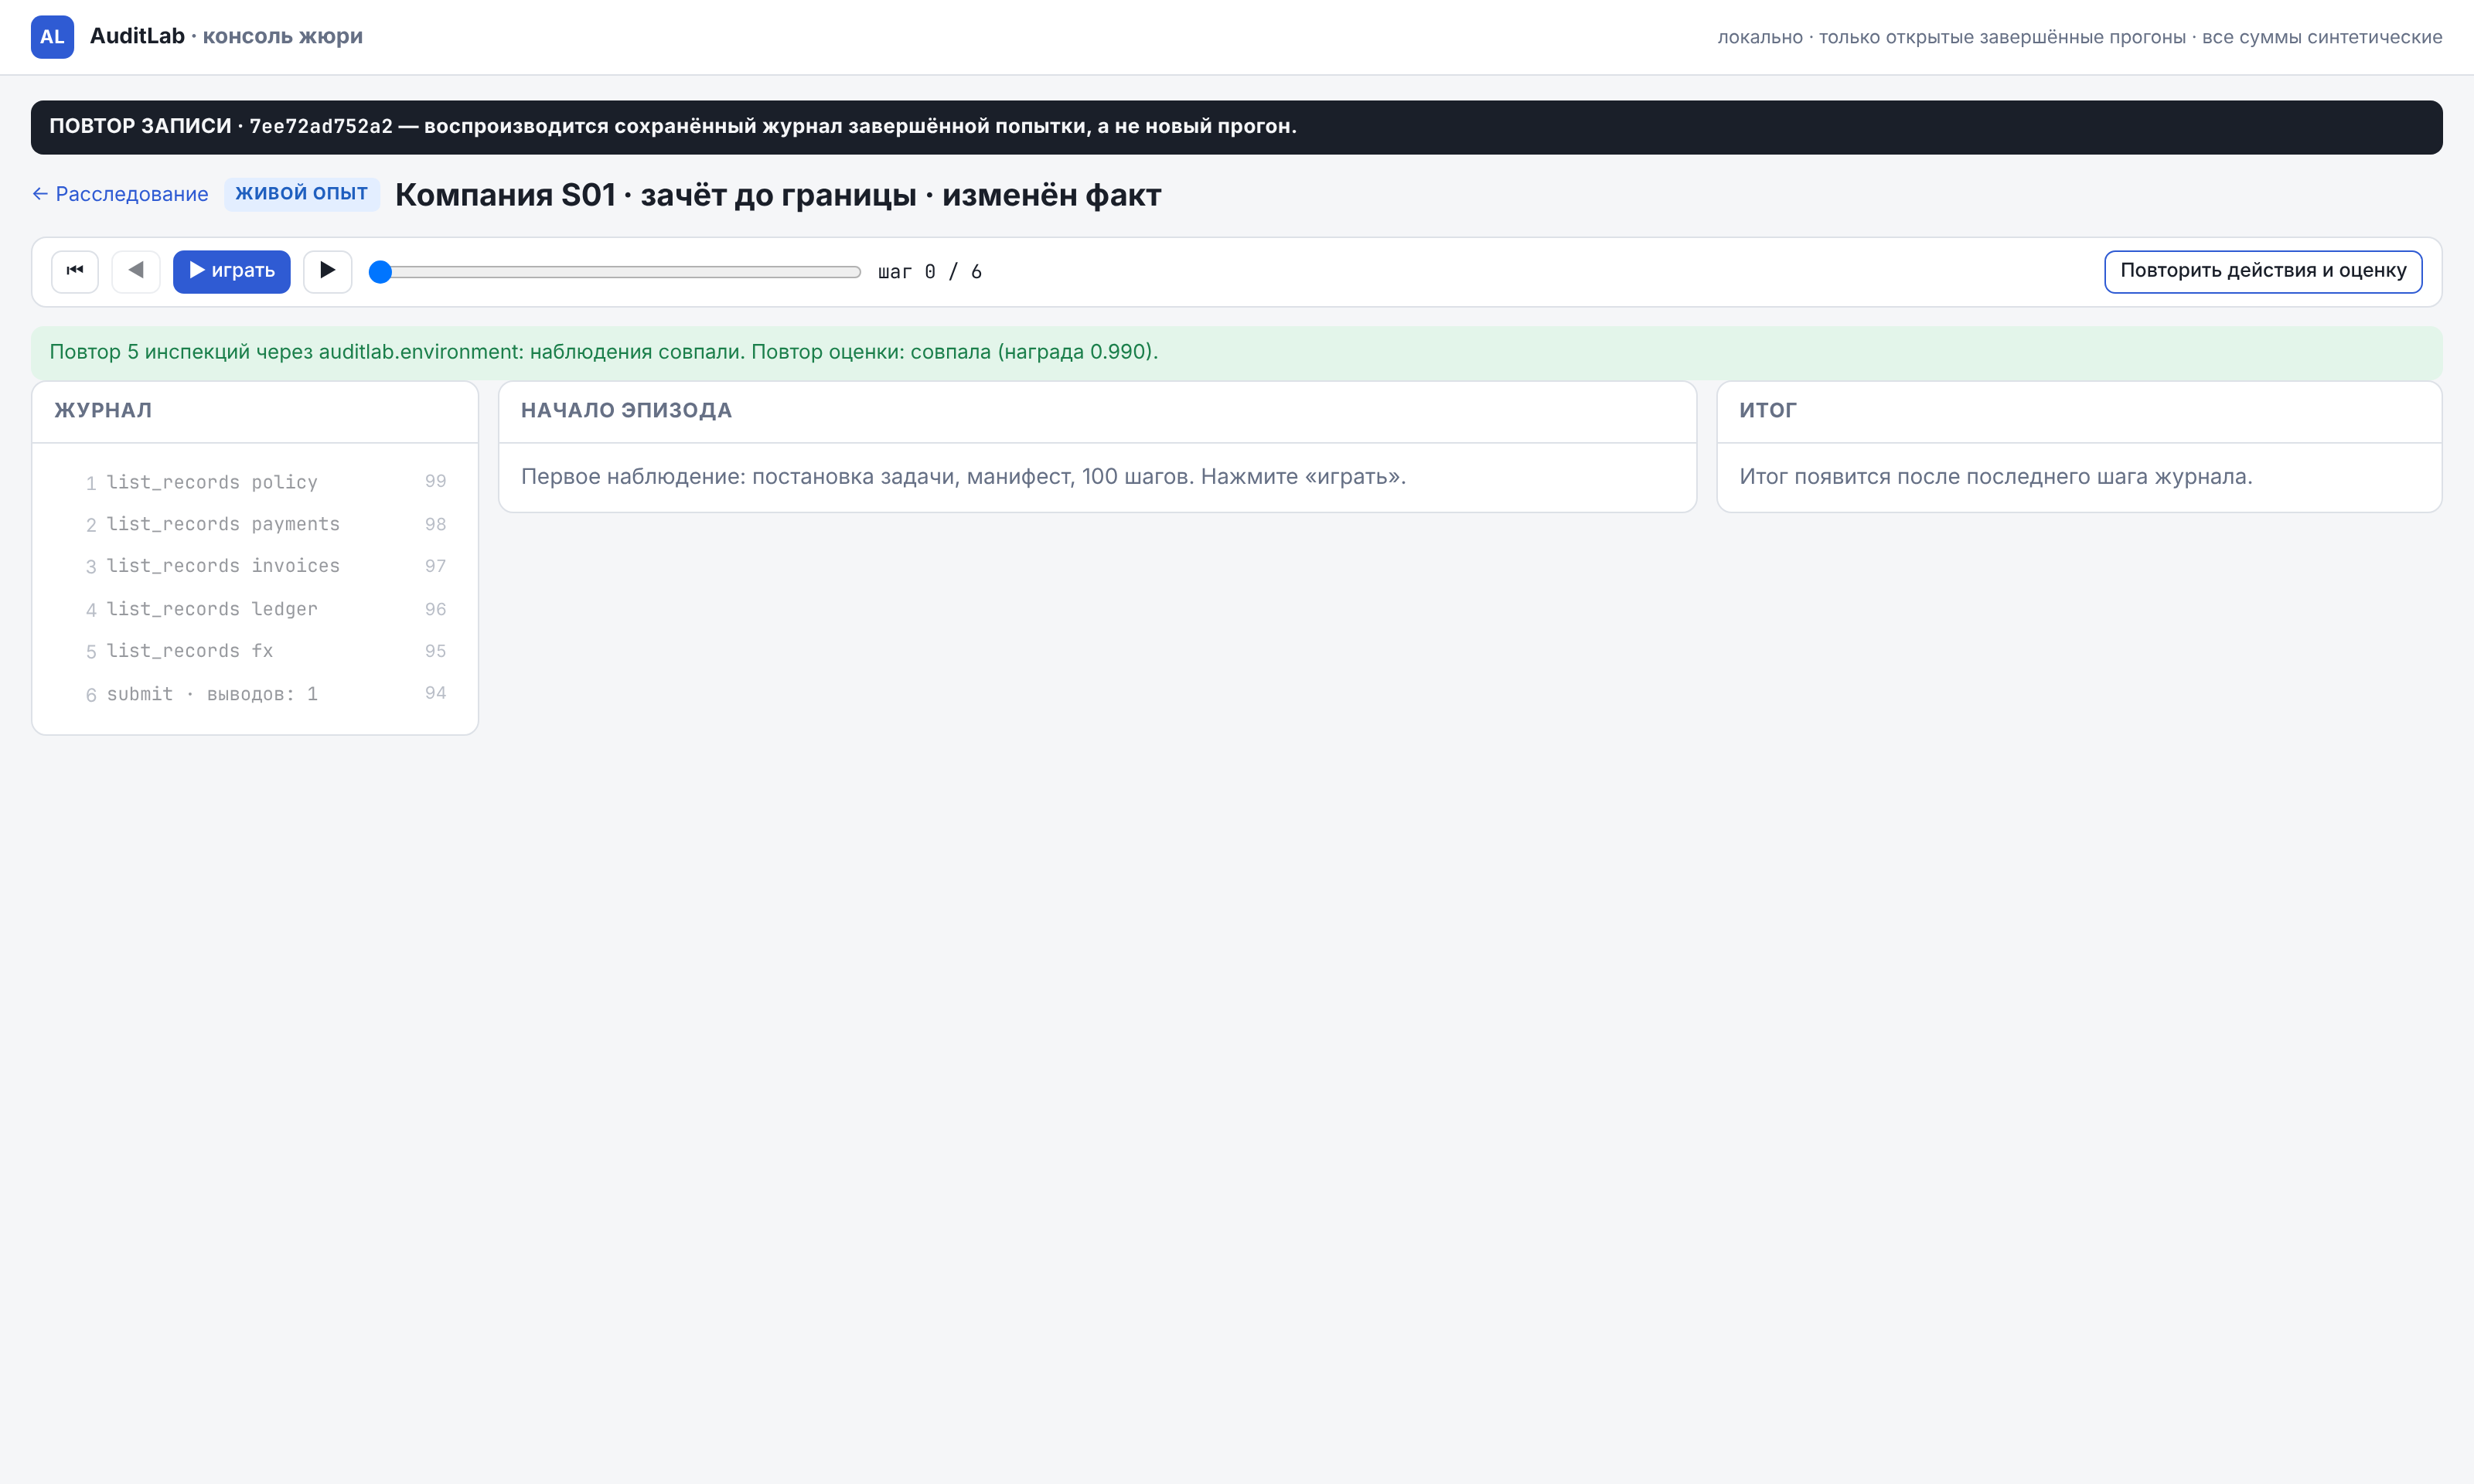 AL AuditLab · консоль жюри
локально · только открытые завершённые прогоны · все суммы синтетические
ПОВТОР ЗАПИСИ · 7ee72ad752a2 — воспроизводится сохранённый журнал завершённой попытки, а не новый прогон.
← Расследование ЖИВОЙ ОПЫТ Компания S01 · зачёт до границы · изменён факт
⏮ ◀ ▶ играть ▶ шаг 0 / 6 Повторить действия и оценку
Повтор 5 инспекций через auditlab.environment: наблюдения совпали. Повтор оценки: совпала (награда 0.990).
ЖУРНАЛ
1 list_records policy 99
2 list_records payments 98
3 list_records invoices 97
4 list_records ledger 96
5 list_records fx 95
6 submit · выводов: 1 94
НАЧАЛО ЭПИЗОДА
Первое наблюдение: постановка задачи, манифест, 100 шагов. Нажмите «играть».
ИТОГ
Итог появится после последнего шага журнала.